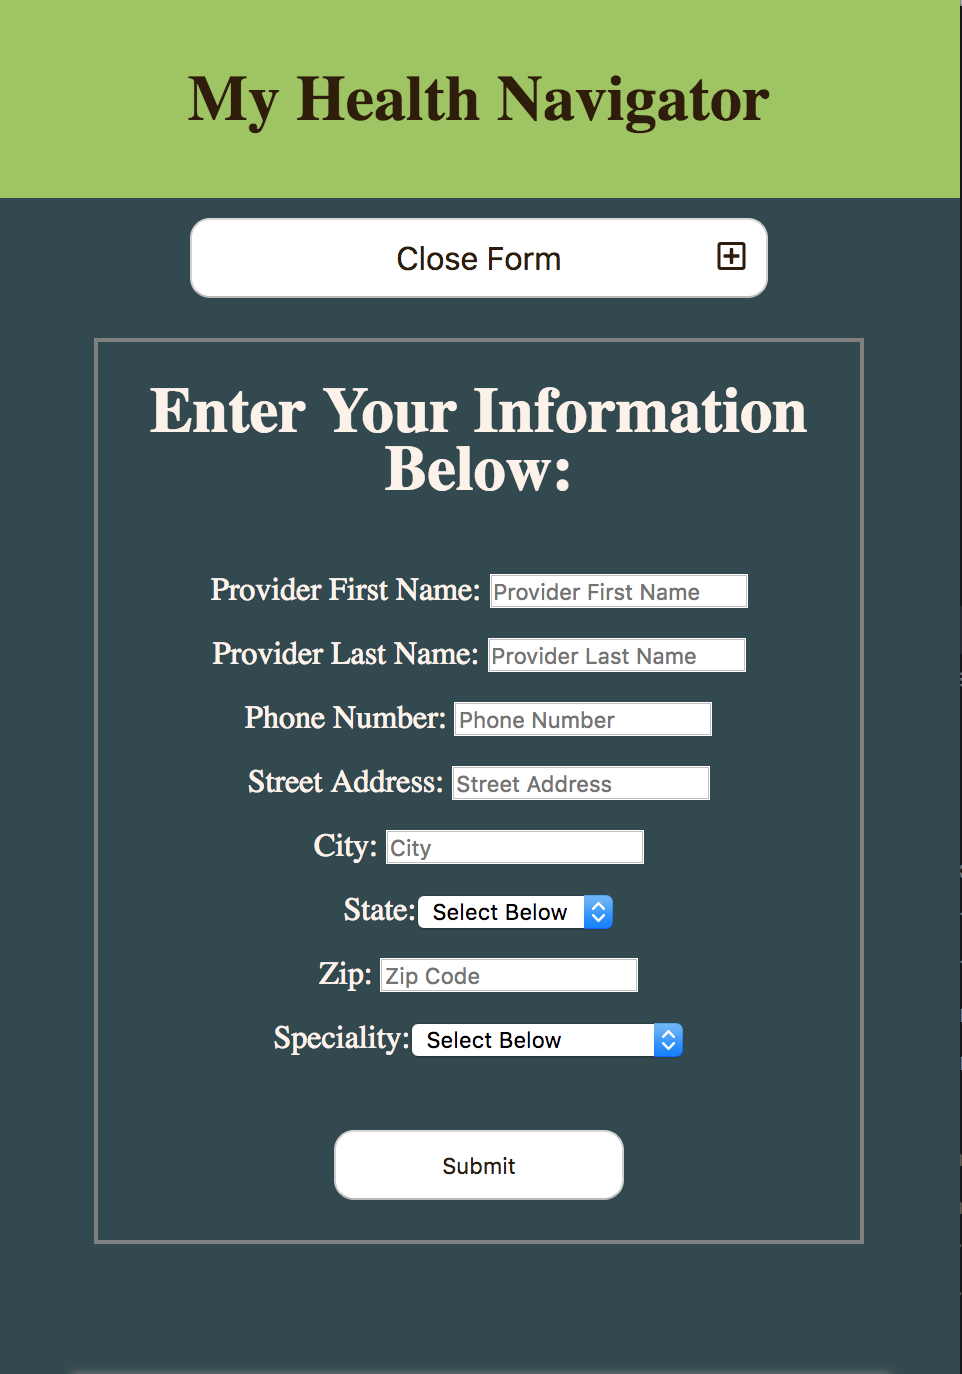 My Health Navigator
Close Form
Enter Your Information
Below:
Provider First Name: Provider First Name
Provider Last Name: Provider Last Name
Phone Number: Phone Number
Street Address: Street Address
City: City
State: Select Below
Zip: Zip Code
Speciality: Select Below
Submit